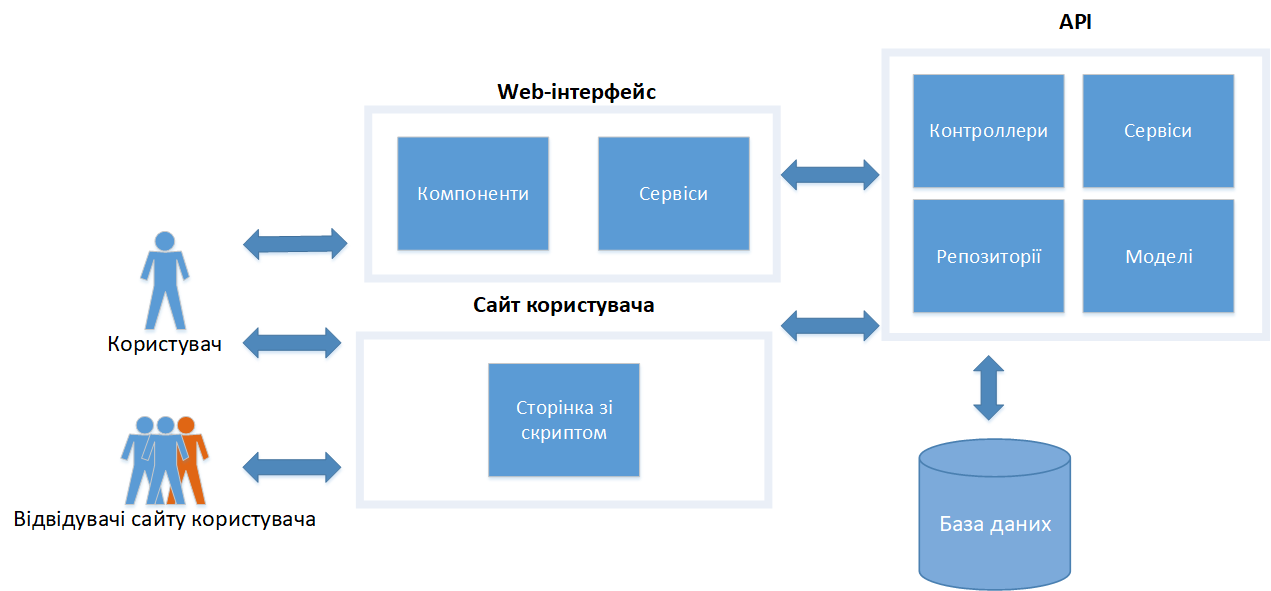 API
Web-інтерфейс
Контроллери
Сервіси
Компоненти
Сервіси
Репозиторії
Моделі
Сайт користувача
Користувач
Сторінка зі
скриптом
Відвідувачі сайту користувача
База даних